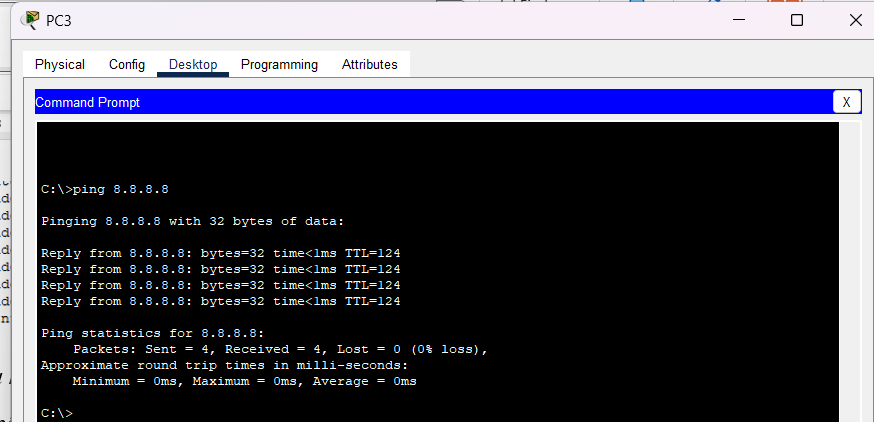 PC3
Physical Config Desktop Programming Attributes
Command Prompt
X
C:\>ping 8.8.8.8
Pinging 8.8.8.8 with 32 bytes of data:
Reply from 8.8.8.8: bytes=32 time<1ms TTL=124
Reply from 8.8.8.8: bytes=32 time<1ms TTL=124
Reply from 8.8.8.8: bytes=32 time<1ms TTL=124
Reply from 8.8.8.8: bytes=32 time<1ms TTL=124
Ping statistics for 8.8.8.8:
Packets: Sent = 4, Received = 4, Lost = 0 (0% loss),
Approximate round trip times in milli-seconds:
Minimum = 0ms, Maximum = 0ms, Average = 0ms
C:\>